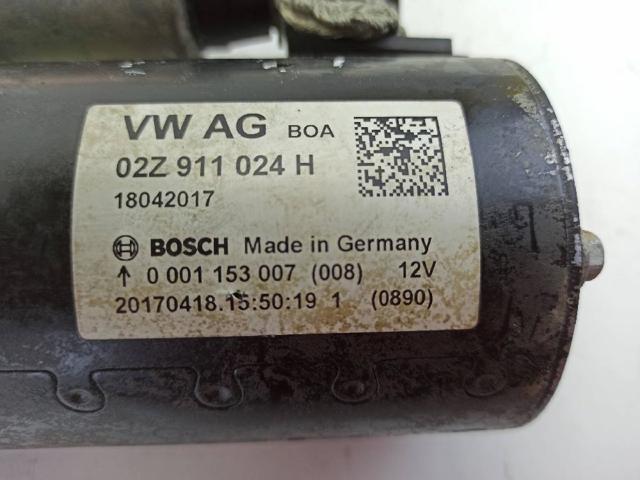 VW AG BOA
02Z 911 024 H
18042017
BOSCH Made in Germany
↑ 0 001 153 007 (008) 12V
20170418.15:50:19 1 (0890)